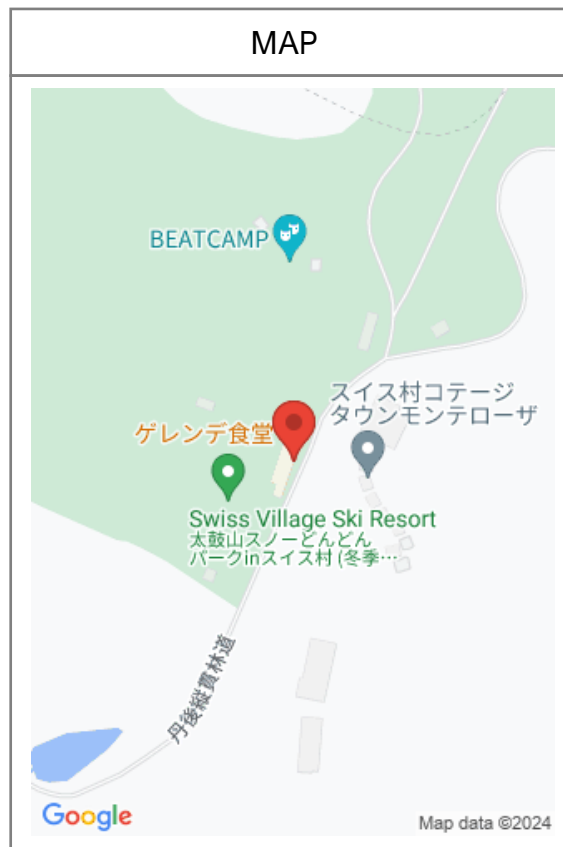 MAP
BEATCAMP
スイス村コテージ
タウンモンテローザ
ゲレンデ食堂
Swiss Village Ski Resort
太鼓山スノーどんどん
パークinスイス村 (冬季…
丹後縦貫林道
Google
Map data ©2024